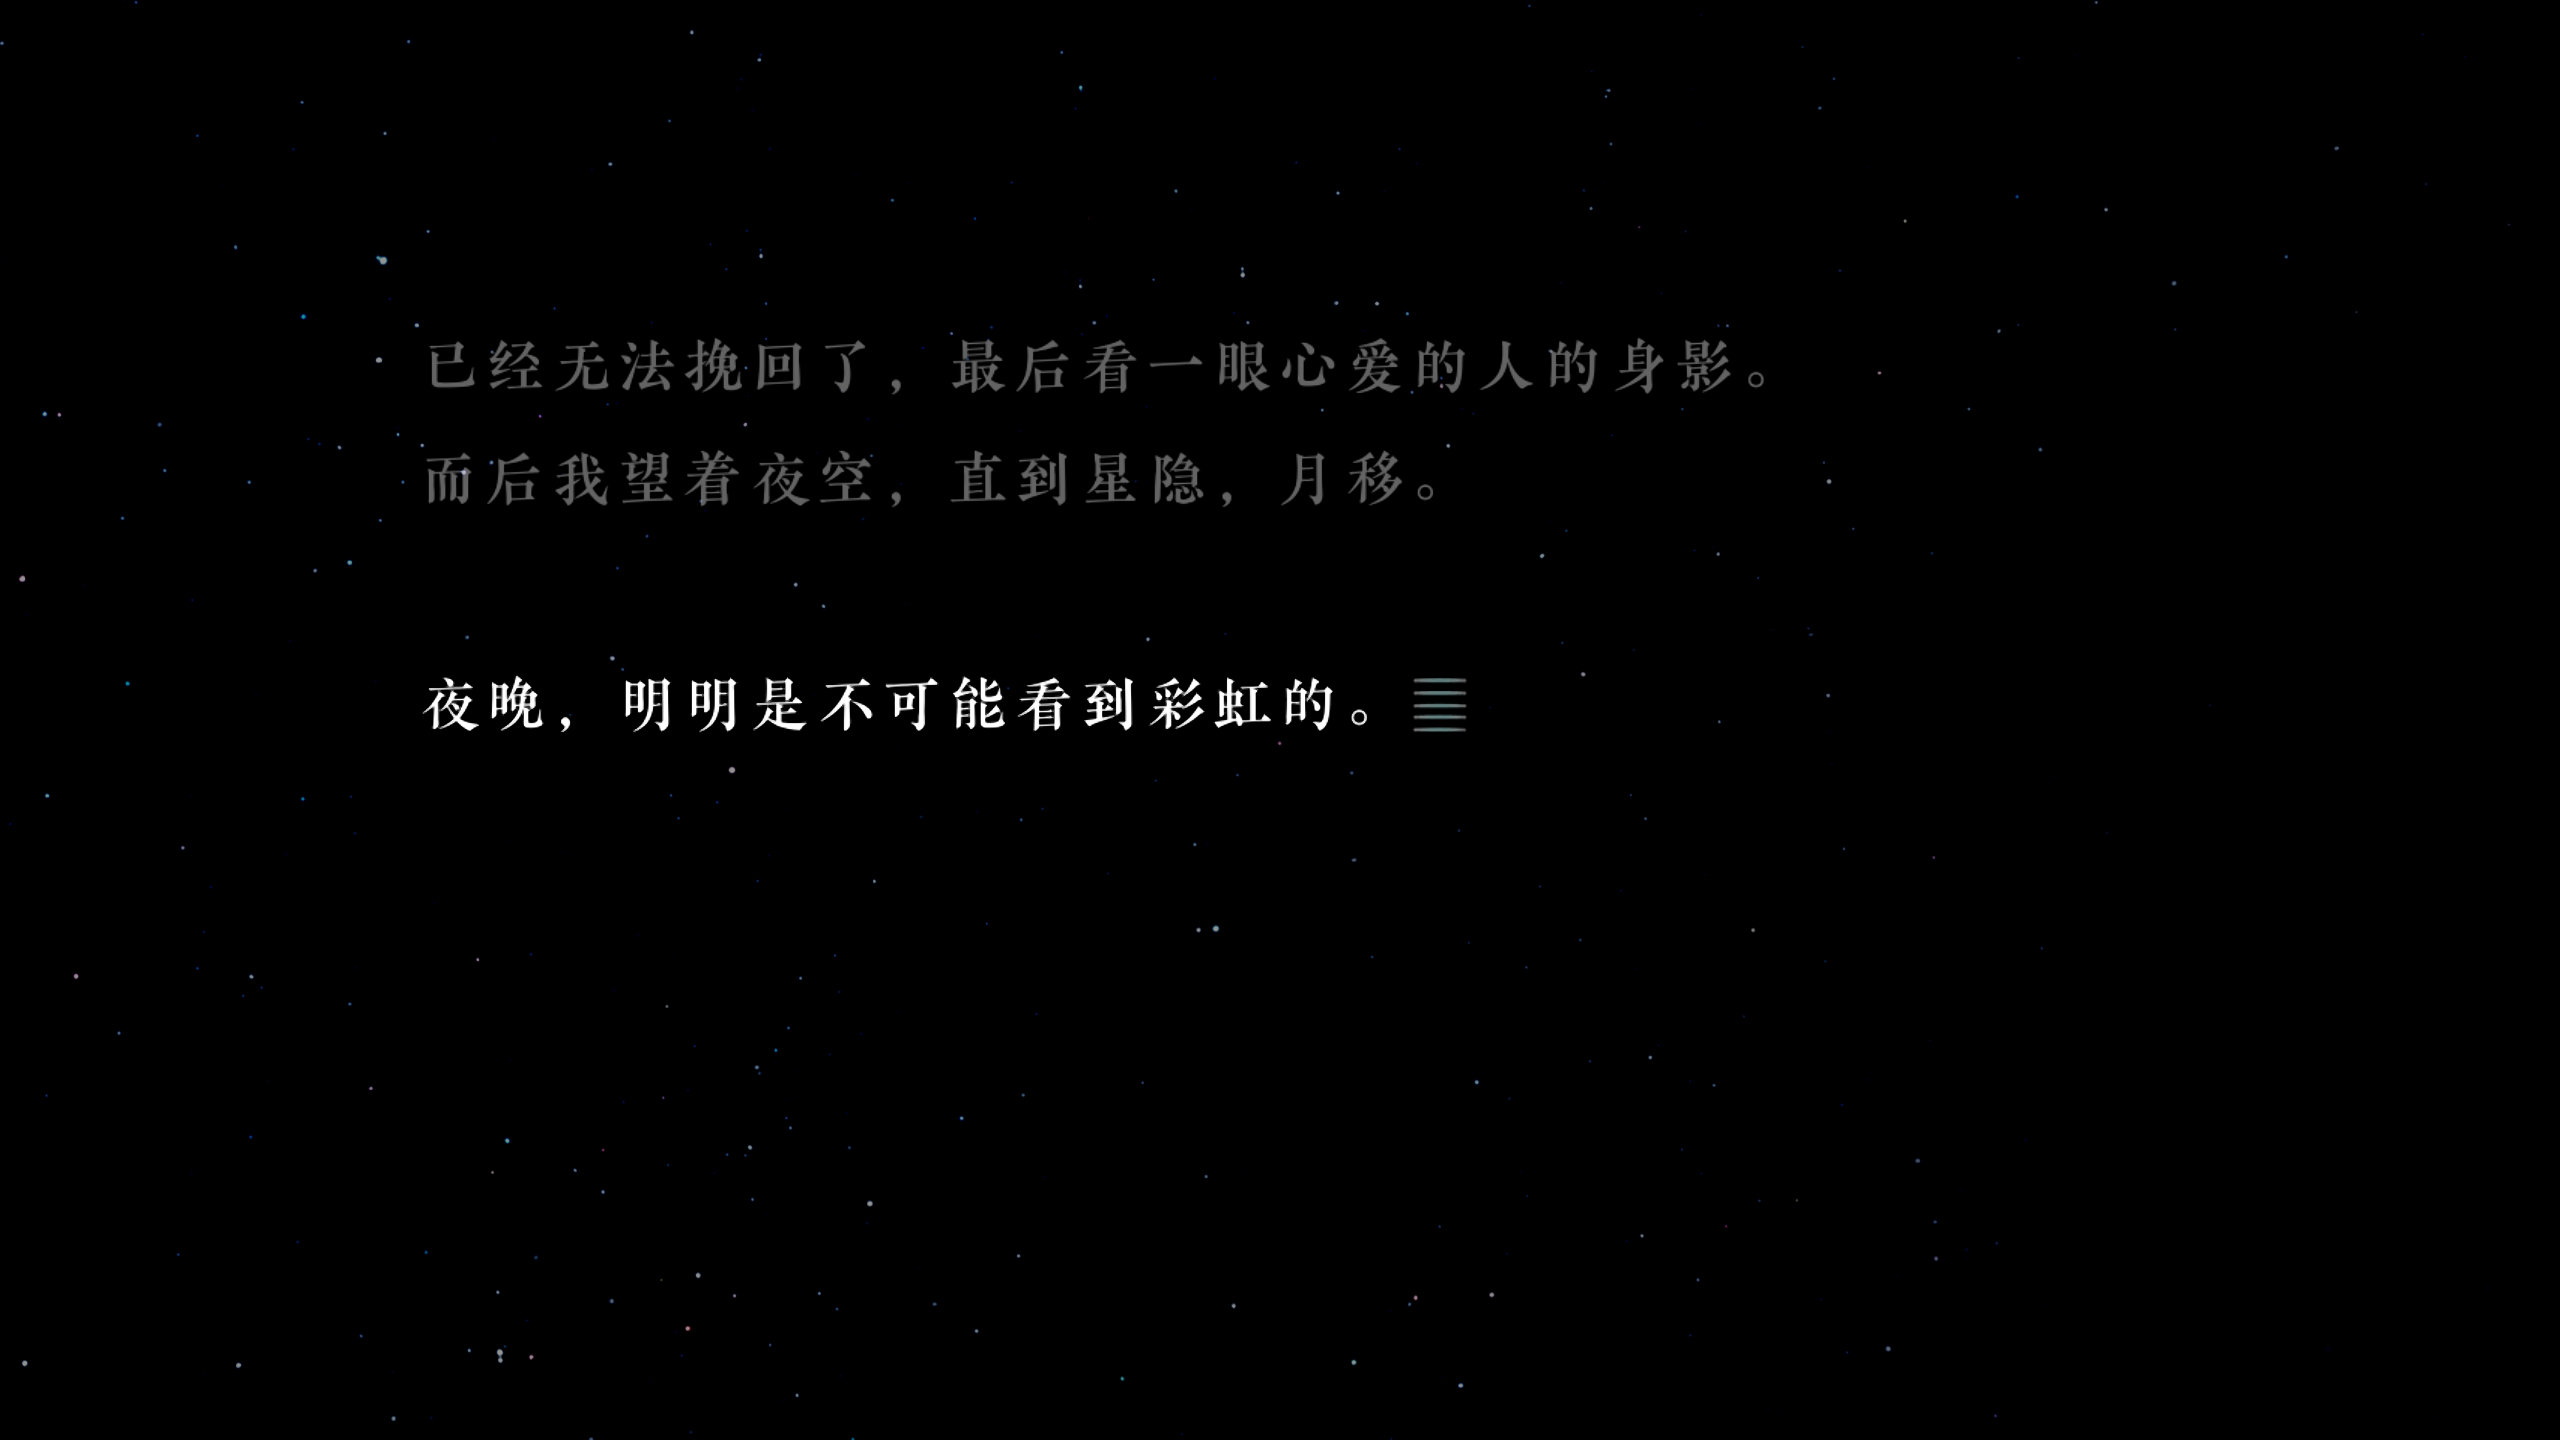 已经无法挽回了，最后看一眼心爱的人的身影。
而后我望着夜空，直到星隐，月移。
夜晚，明明是不可能看到彩虹的。